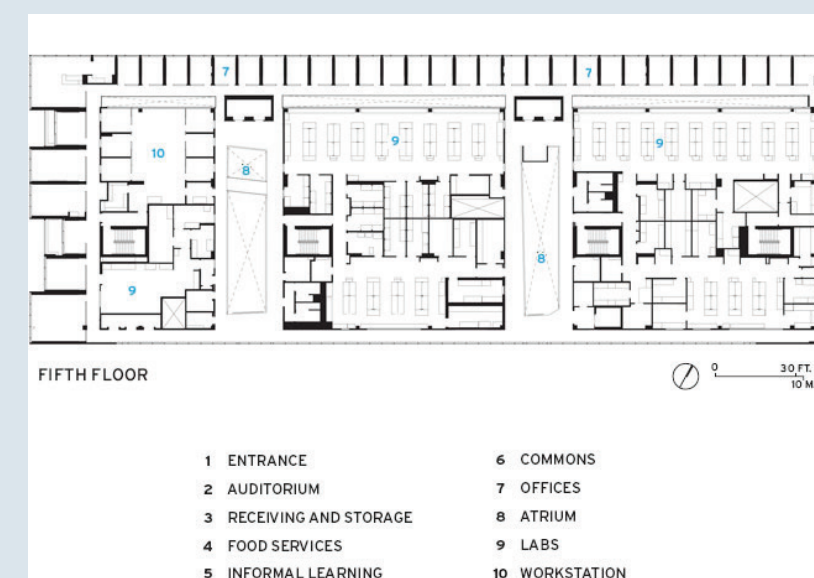 7 7
10 9 9
8
8
9
FIFTH FLOOR
0 30 FT.
10 M
1 ENTRANCE
2 AUDITORIUM
3 RECEIVING AND STORAGE
4 FOOD SERVICES
5 INFORMAL LEARNING
6 COMMONS
7 OFFICES
8 ATRIUM
9 LABS
10 WORKSTATION